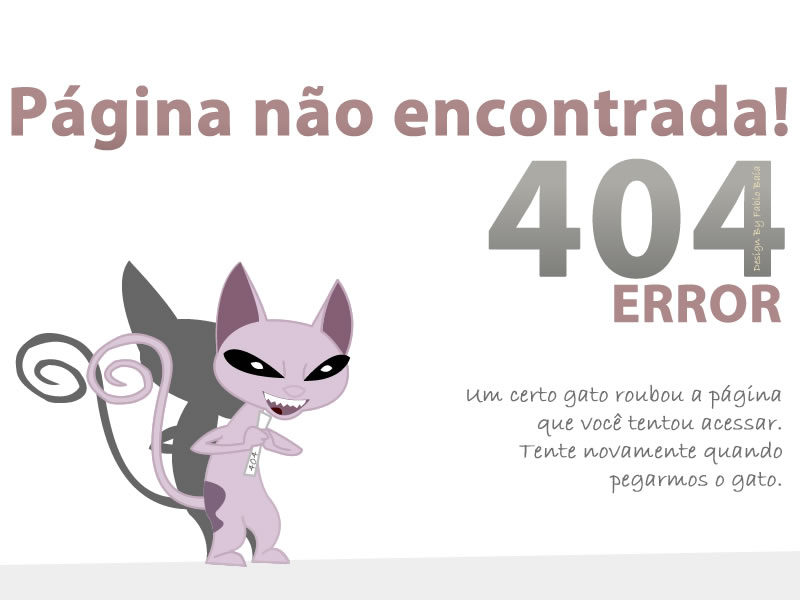 Página não encontrada!
404
Design By Fabio Baia
ERROR
Um certo gato roubou a página
que você tentou acessar.
Tente novamente quando
pegarmos o gato.
404